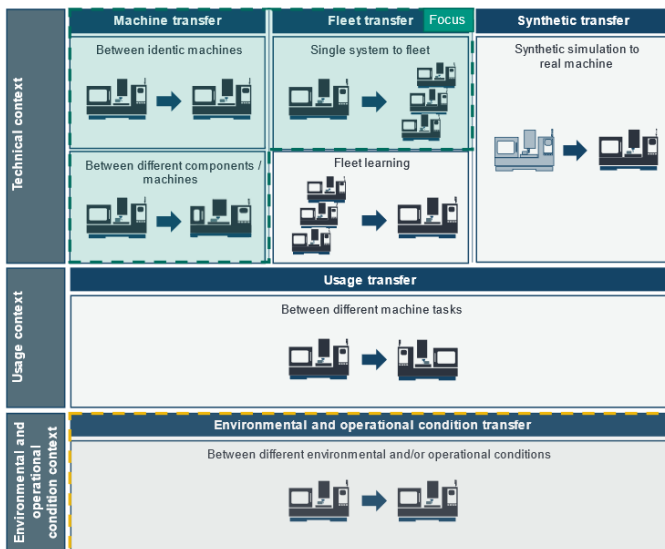 Machine transfer
Fleet transfer
Focus
Synthetic transfer
Technical context
Between identic machines
Single system to fleet
Synthetic simulation to
real machine
Between different components /
machines
Fleet learning
Usage context
Usage transfer
Between different machine tasks
Environmental and
operational
condition context
Environmental and operational condition transfer
Between different environmental and/or operational conditions